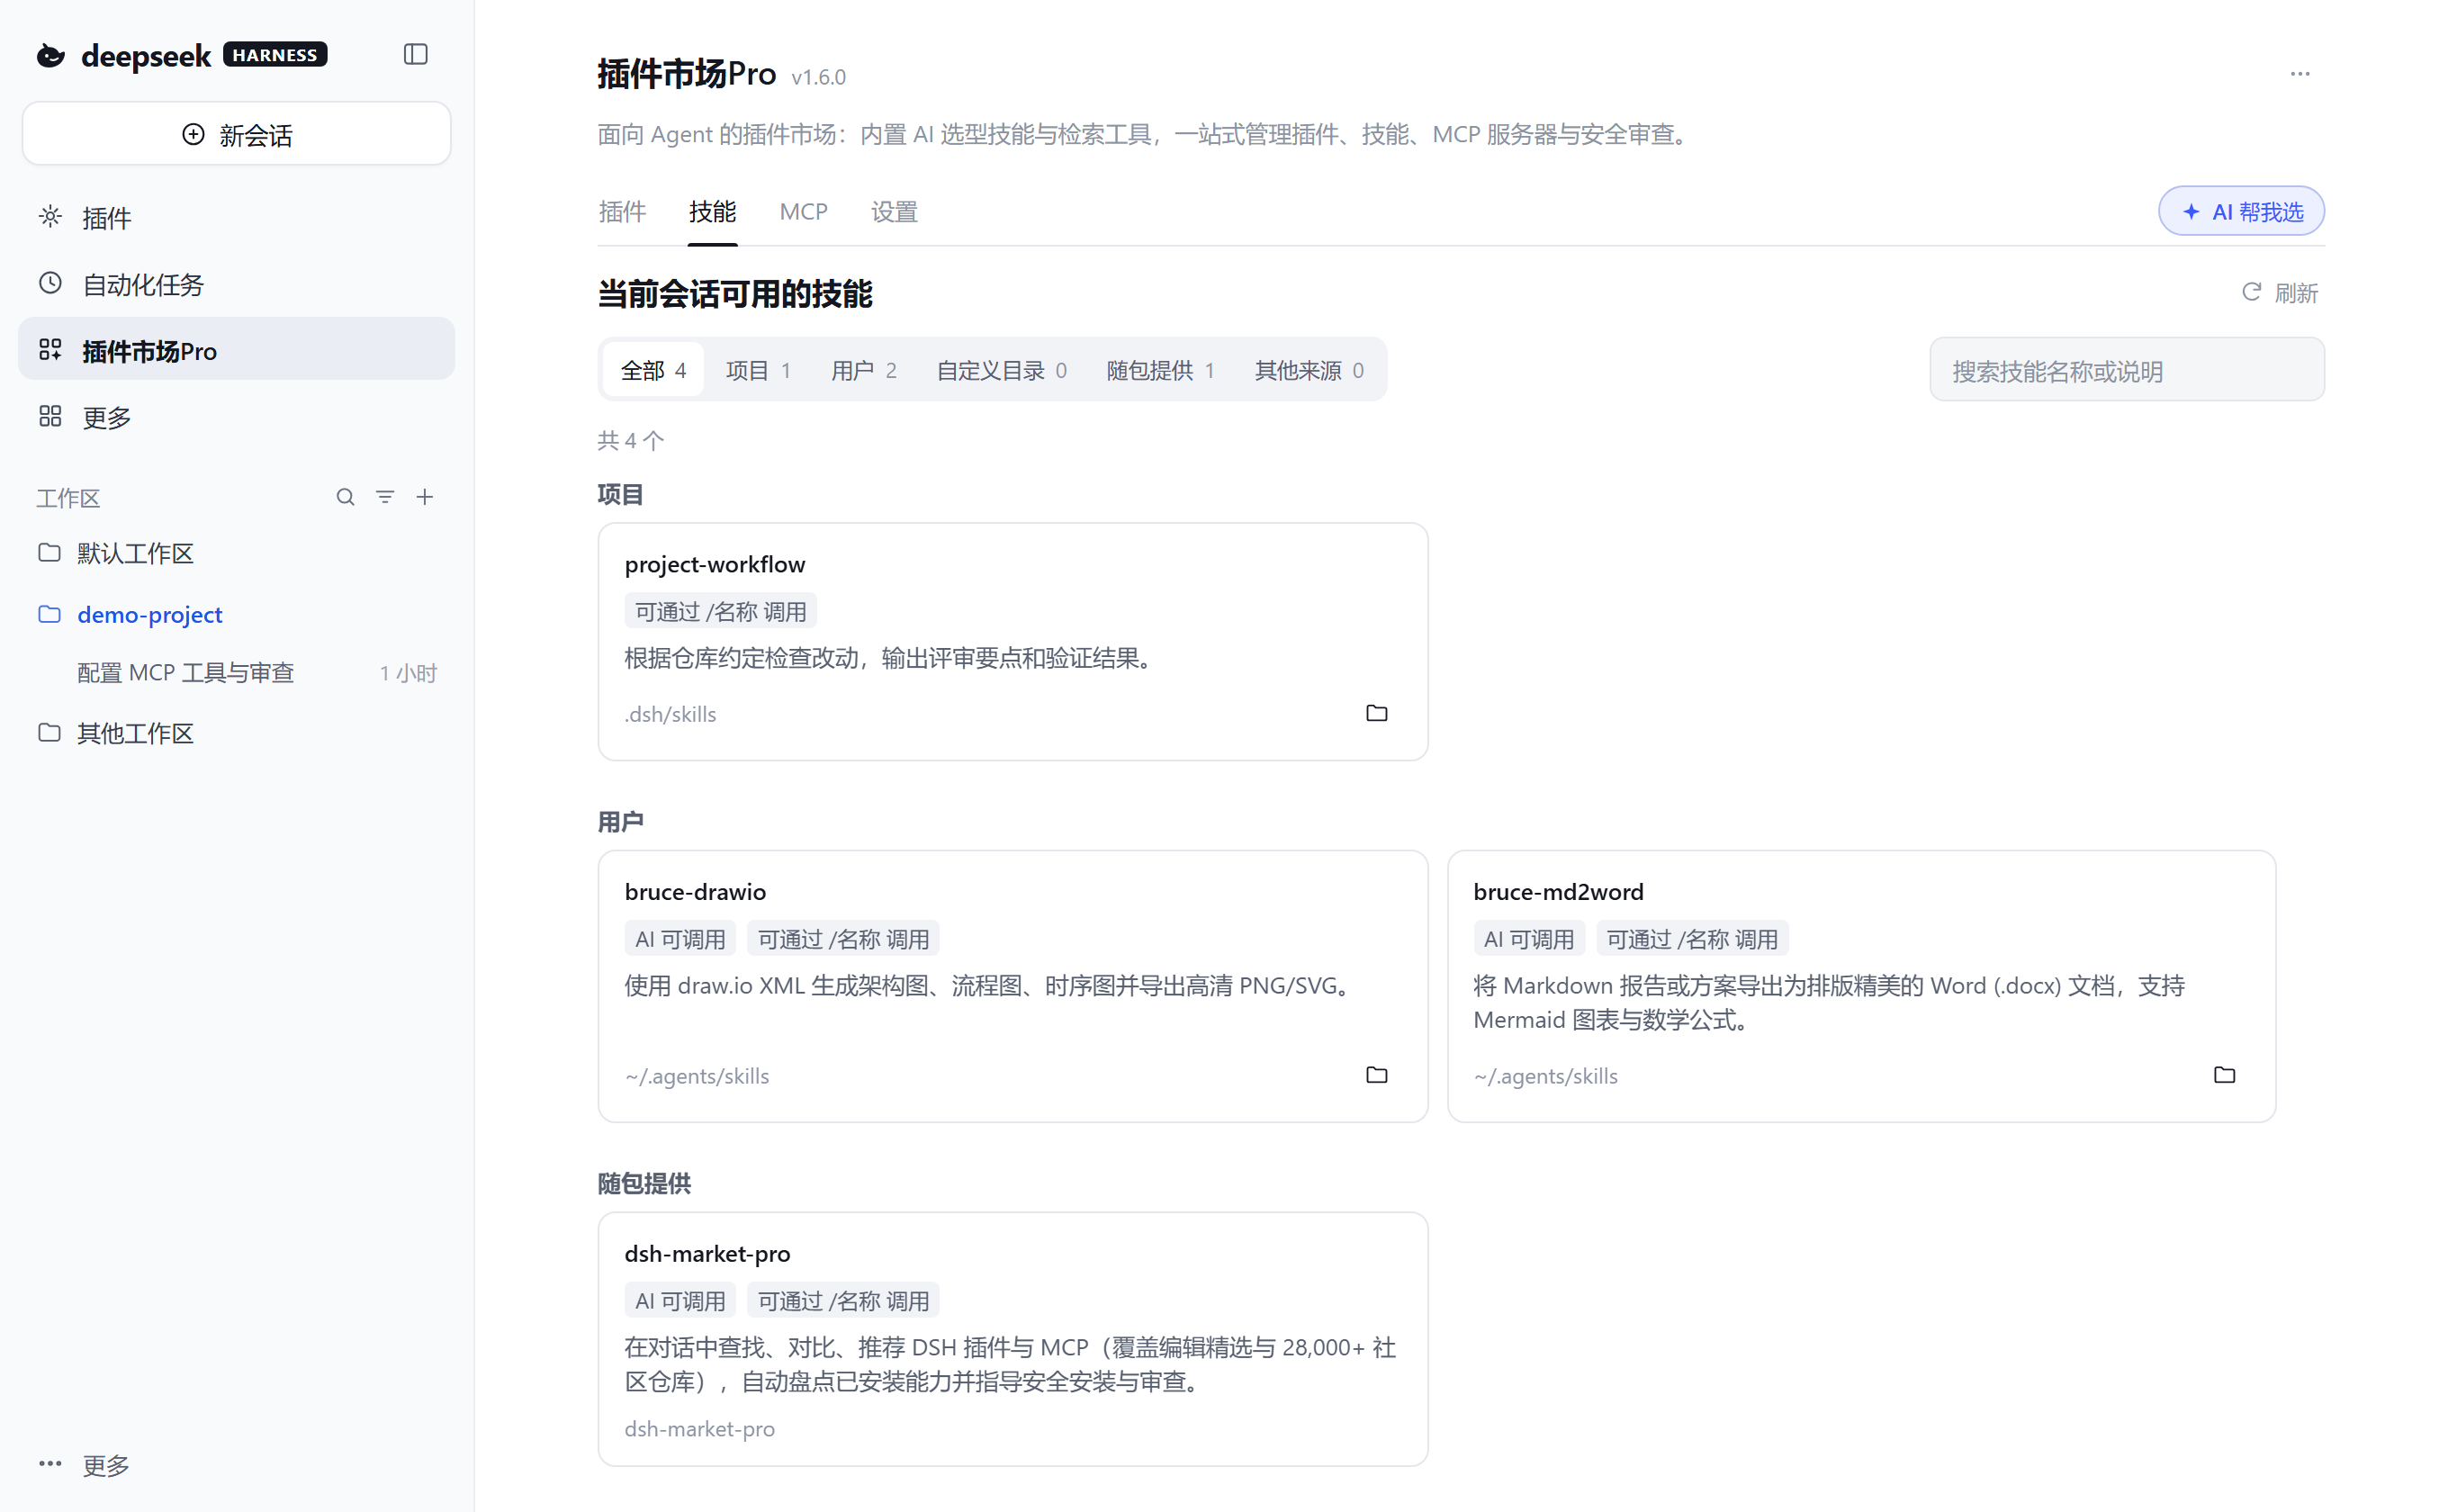 deepseek HARNESS
新会话
插件
自动化任务
插件市场Pro
更多
工作区
默认工作区
demo-project
配置 MCP 工具与审查 1 小时
其他工作区
更多
插件市场Pro v1.6.0
面向 Agent 的插件市场：内置 AI 选型技能与检索工具，一站式管理插件、技能、MCP 服务器与安全审查。
插件 技能 MCP 设置
AI 帮我选
当前会话可用的技能
刷新
全部 4 项目 1 用户 2 自定义目录 0 随包提供 1 其他来源 0
搜索技能名称或说明
共 4 个
项目
project-workflow
可通过 /名称 调用
根据仓库约定检查改动，输出评审要点和验证结果。
.dsh/skills
用户
bruce-drawio
AI 可调用 可通过 /名称 调用
使用 draw.io XML 生成架构图、流程图、时序图并导出高清 PNG/SVG。
~/.agents/skills
bruce-md2word
AI 可调用 可通过 /名称 调用
将 Markdown 报告或方案导出为排版精美的 Word (.docx) 文档，支持
Mermaid 图表与数学公式。
~/.agents/skills
随包提供
dsh-market-pro
AI 可调用 可通过 /名称 调用
在对话中查找、对比、推荐 DSH 插件与 MCP（覆盖编辑精选与 28,000+ 社
区仓库），自动盘点已安装能力并指导安全安装与审查。
dsh-market-pro